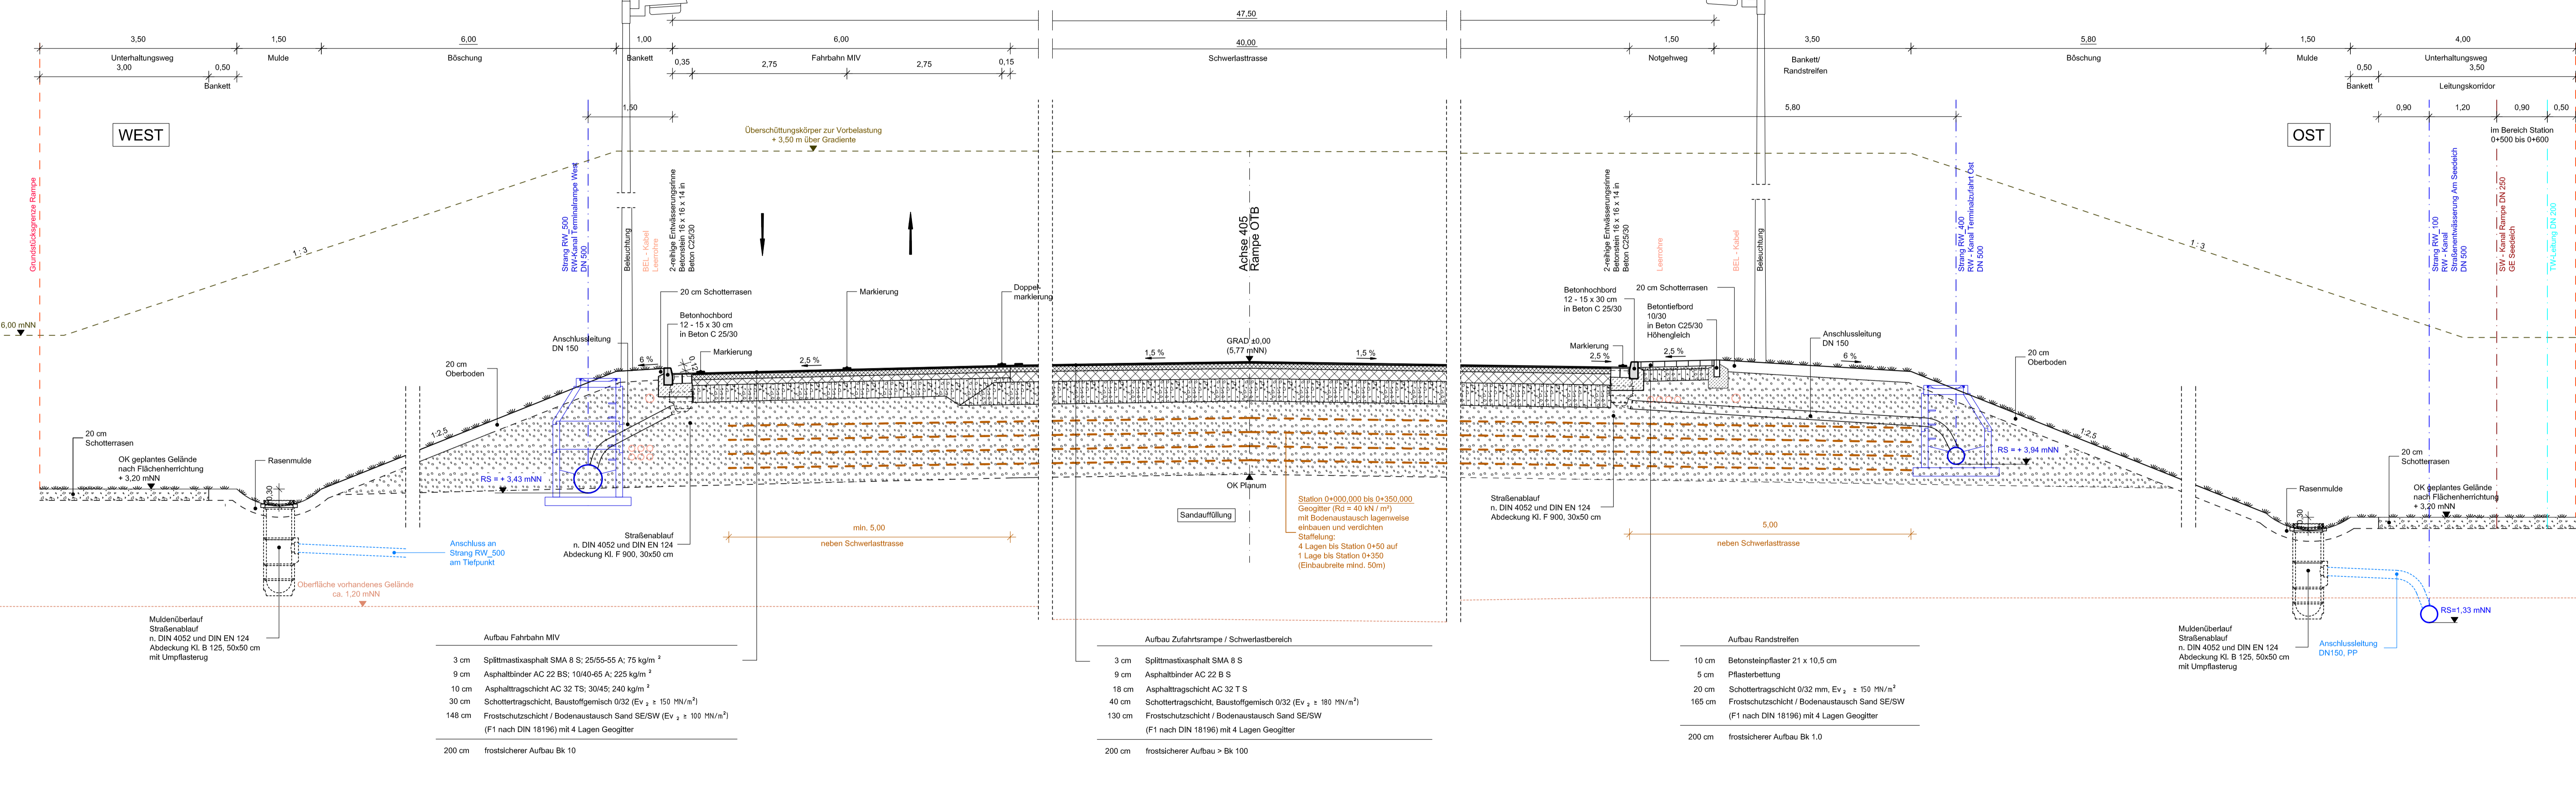 47,50
3,50
1,50
6,00
1,00
6,00
40,00
1,50
3,50
5,80
1,50
4,00
Unterhaltungsweg
Mulde
Böschung
Bankett
Fahrbahn MIV
Schwerlasttrasse
Notgehweg
Bankett/
Randstreifen
Böschung
Mulde
Unterhaltungsweg
3,00
0,50
Bankett
0,35
2,75
2,75
0,15
0,50
3,50
Bankett
Leitungskorridor
1,50
5,80
0,90
1,20
0,90
0,50
WEST
OST
im Bereich Station
0+500 bis 0+600
Überschüttungskörper zur Vorbelastung
+ 3,50 m über Gradiente
Grundstücksgrenze Rampe
1 : 3
Strang RW_500
RW-Kanal Terminalrampe West
DN 500
Beleuchtung
BEL - Kabel
Leerrohre
2-reihige Entwässerungsrinne
Betonstein 16 x 16 x 14 in
Beton C25/30
Achse 405
Rampe OTB
2-reihige Entwässerungsrinne
Betonstein 16 x 16 x 14 in
Beton C25/30
Leerrohre
BEL - Kabel
Beleuchtung
Strang RW_400
RW - Kanal Terminalzufahrt Ost
DN 500
1 : 3
Strang RW_100
RW - Kanal
Straßenentwässerung Am Seedeich
DN 500
SW - Kanal Rampe DN 250
GE Seedeich
TW-Leitung DN 200
6,00 mNN
20 cm Schotterrasen
Markierung
Doppel-
markierung
Betonhochbord
12 - 15 x 30 cm
in Beton C 25/30
Markierung
0,12
Anschlussleitung
DN 150
6 %
2,5 %
1,5 %
GRAD ±0,00
(5,77 mNN)
1,5 %
Betonhochbord
12 - 15 x 30 cm
in Beton C 25/30
20 cm Schotterrasen
Betontiefbord
10/30
in Beton C25/30
Höhengleich
Markierung
2,5 %
2,5 %
Anschlussleitung
DN 150
6 %
20 cm
Oberboden
20 cm
Oberboden
1:2,5
1:2,5
20 cm
Schotterrasen
OK geplantes Gelände
nach Flächenherrichtung
+ 3,20 mNN
Rasenmulde
0,30
RS = + 3,43 mNN
RS = + 3,94 mNN
OK Planum
Sandauffüllung
Station 0+000,000 bis 0+350,000
Geogitter (Rd = 40 kN / m²)
mit Bodenaustausch lagenweise
einbauen und verdichten
Staffelung:
4 Lagen bis Station 0+50 auf
1 Lage bis Station 0+350
(Einbaubreite mind. 50m)
Straßenablauf
n. DIN 4052 und DIN EN 124
Abdeckung Kl. F 900, 30x50 cm
min. 5,00
neben Schwerlasttrasse
Straßenablauf
n. DIN 4052 und DIN EN 124
Abdeckung Kl. F 900, 30x50 cm
5,00
neben Schwerlasttrasse
20 cm
Schotterrasen
Rasenmulde
OK geplantes Gelände
nach Flächenherrichtung
+ 3,20 mNN
0,30
Anschluss an
Strang RW_500
am Tiefpunkt
Oberfläche vorhandenes Gelände
ca. 1,20 mNN
RS=1,33 mNN
Anschlussleitung
DN150, PP
Muldenüberlauf
Straßenablauf
n. DIN 4052 und DIN EN 124
Abdeckung Kl. B 125, 50x50 cm
mit Umpflasterug
Muldenüberlauf
Straßenablauf
n. DIN 4052 und DIN EN 124
Abdeckung Kl. B 125, 50x50 cm
mit Umpflasterug
Aufbau Fahrbahn MIV
3 cm Splittmastixasphalt SMA 8 S; 25/55-55 A; 75 kg/m ²
9 cm Asphaltbinder AC 22 BS; 10/40-65 A; 225 kg/m ²
10 cm Asphalttragschicht AC 32 TS; 30/45; 240 kg/m ²
30 cm Schottertragschicht, Baustoffgemisch 0/32 (Ev ₂ ± 150 MN/m²)
148 cm Frostschutzschicht / Bodenaustausch Sand SE/SW (Ev ₂ ± 100 MN/m²)
(F1 nach DIN 18196) mit 4 Lagen Geogitter
200 cm frostsicherer Aufbau Bk 10
Aufbau Zufahrtsrampe / Schwerlastbereich
3 cm Splittmastixasphalt SMA 8 S
9 cm Asphaltbinder AC 22 B S
18 cm Asphalttragschicht AC 32 T S
40 cm Schottertragschicht, Baustoffgemisch 0/32 (Ev ₂ ± 180 MN/m²)
130 cm Frostschutzschicht / Bodenaustausch Sand SE/SW
(F1 nach DIN 18196) mit 4 Lagen Geogitter
200 cm frostsicherer Aufbau > Bk 100
Aufbau Randstreifen
10 cm Betonsteinpflaster 21 x 10,5 cm
5 cm Pflasterbettung
20 cm Schottertragschicht 0/32 mm, Ev ₂ ± 150 MN/m²
165 cm Frostschutzschicht / Bodenaustausch Sand SE/SW
(F1 nach DIN 18196) mit 4 Lagen Geogitter
200 cm frostsicherer Aufbau Bk 1.0